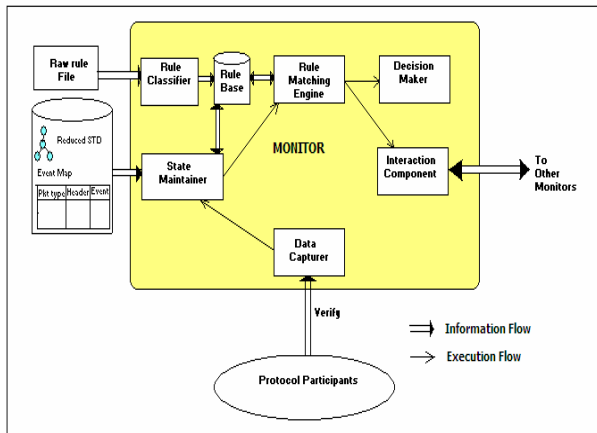 Raw rule
File
Rule
Classifier
Rule
Base
Rule
Matching
Engine
Decision
Maker
Reduced STD
Event Map
Pkt type Header Event
State
Maintainer
MONITOR
Interaction
Component
To
Other
Monitors
Data
Capturer
Verify
Protocol Participants
Information Flow
Execution Flow